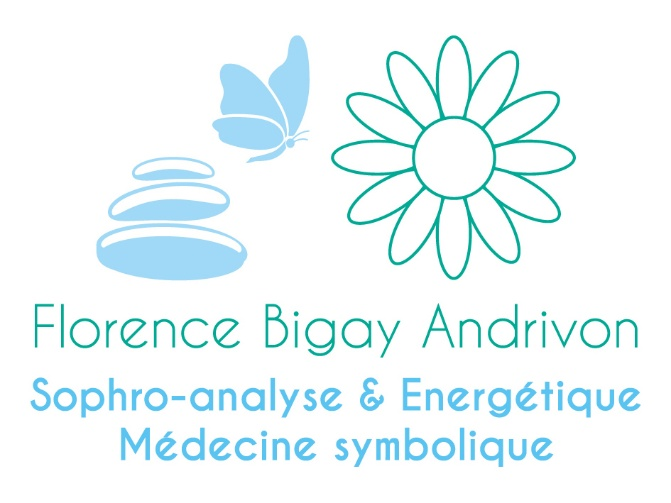 Florence Bigay Andrivon
Sophro-analyse & Energétique
Médecine symbolique